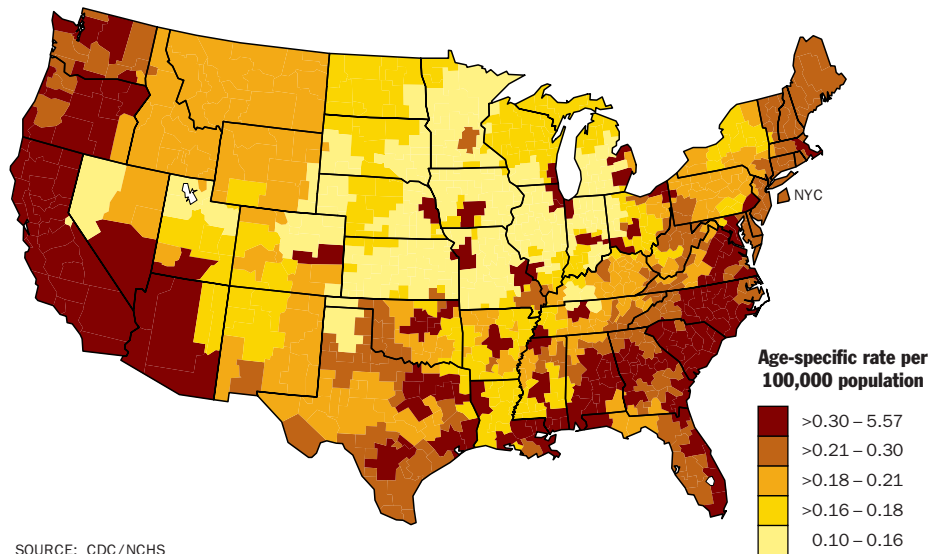 NYC
Age-specific rate per
100,000 population
>0.30 – 5.57
>0.21 – 0.30
>0.18 – 0.21
>0.16 – 0.18
0.10 – 0.16
SOURCE: CDC/NCHS